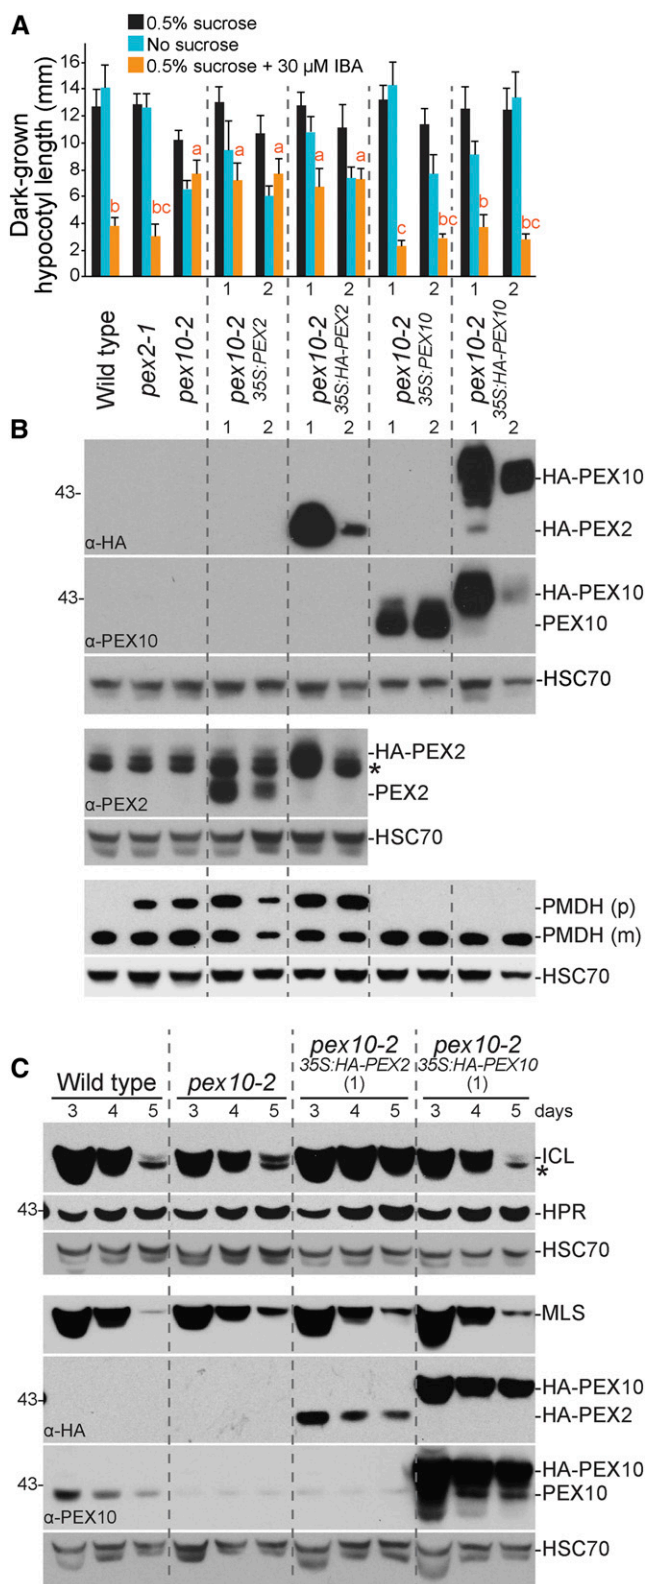 A
0.5% sucrose
No sucrose
0.5% sucrose + 30 µM IBA
Dark-grown
hypocotyl length (mm)
16
14
12
10
8
6
4
2
0
b
bc
a
a
a
a
a
c
bc
b
bc
1 2 1 2 1 2 1 2
Wild type
pex2-1
pex10-2
pex10-2
35S:PEX2
pex10-2
35S:HA-PEX2
pex10-2
35S:PEX10
pex10-2
35S:HA-PEX10
B
1 2 1 2 1 2 1 2
43-
-HA-PEX10
-HA-PEX2
α-HA
43-
-HA-PEX10
-PEX10
α-PEX10
-HSC70
-HA-PEX2
*
-PEX2
α-PEX2
-HSC70
-PMDH (p)
-PMDH (m)
-HSC70
C
Wild type
pex10-2
pex10-2
35S:HA-PEX2
(1)
pex10-2
35S:HA-PEX10
(1)
3 4 5 3 4 5 3 4 5 3 4 5 days
-ICL
*
43-
-HPR
-HSC70
-MLS
43-
-HA-PEX10
-HA-PEX2
α-HA
43-
-HA-PEX10
-PEX10
α-PEX10
-HSC70